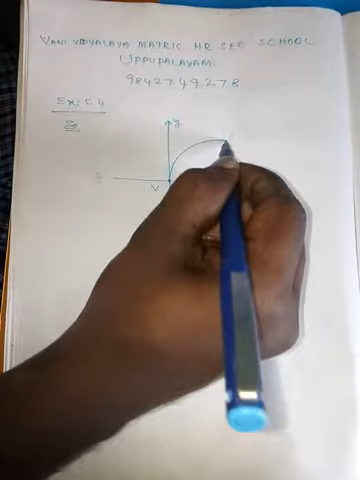 VANI VIDYALAYA MATRIC HR SEC SCHOOL
UPPUPALAYAM.
9842749278
Ex: 5.4
y
V